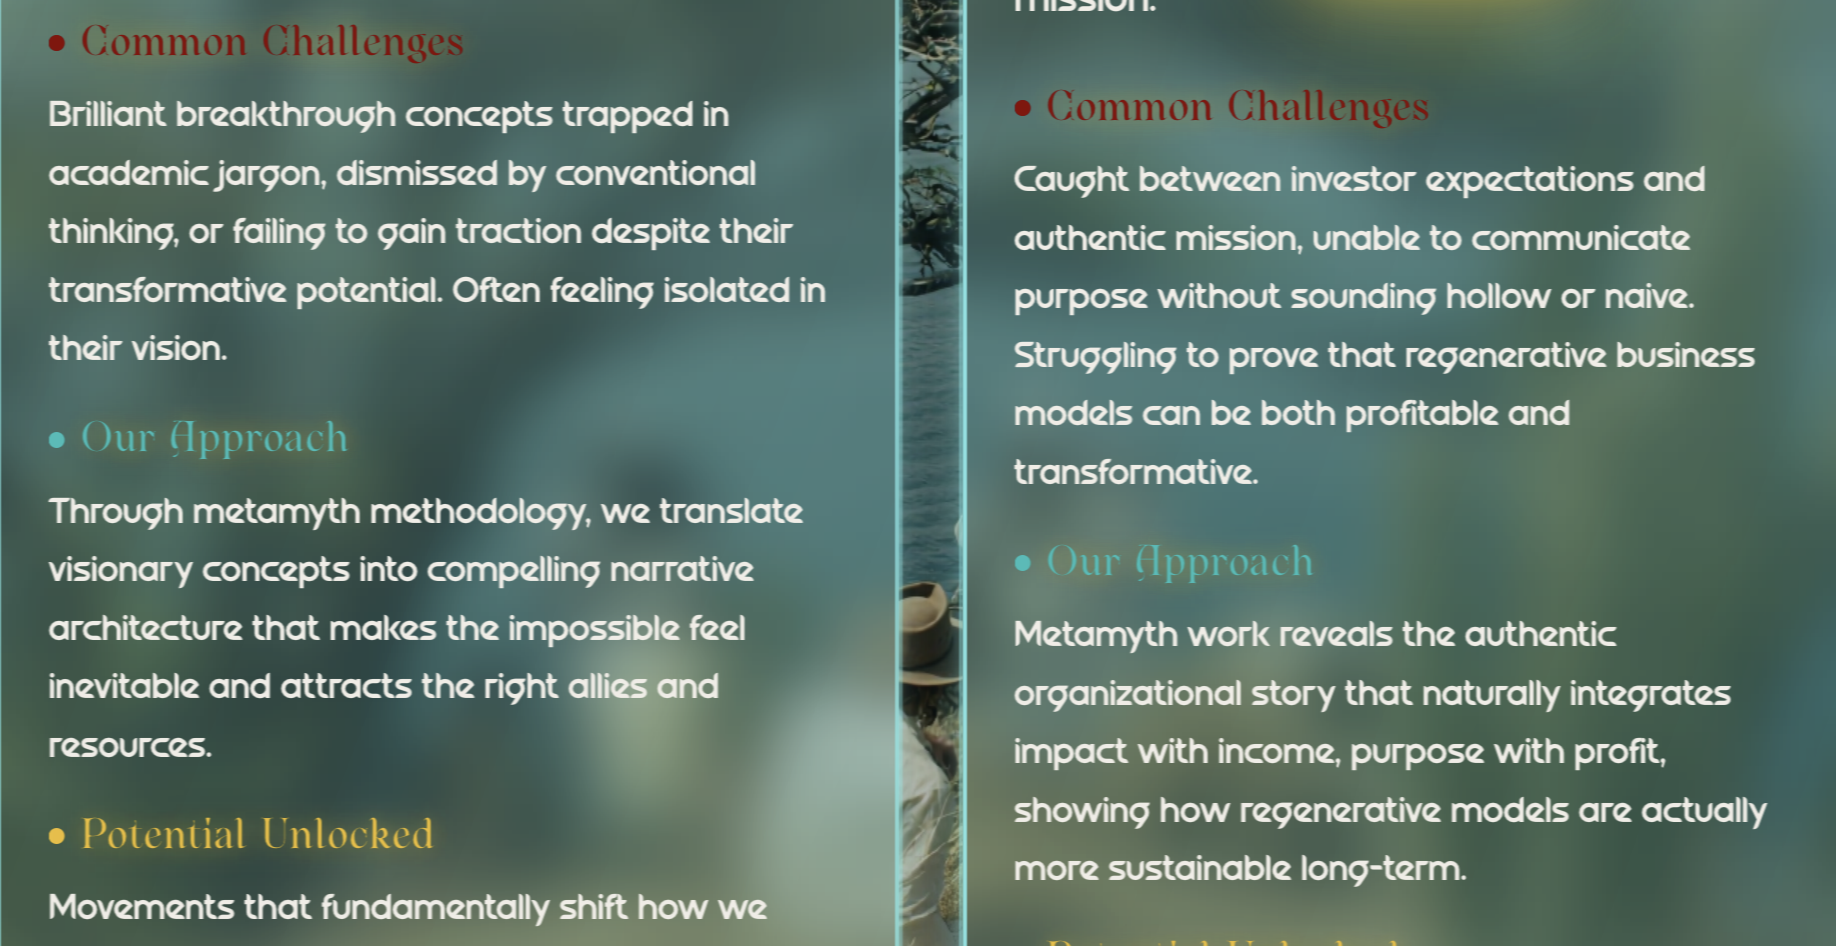 • Common Challenges
Brilliant breakthrough concepts trapped in
academic jargon, dismissed by conventional
thinking, or failing to gain traction despite their
transformative potential. Often feeling isolated in
their vision.
• Our Approach
Through metamyth methodology, we translate
visionary concepts into compelling narrative
architecture that makes the impossible feel
inevitable and attracts the right allies and
resources.
• Potential Unlocked
Movements that fundamentally shift how we
mission.
• Common Challenges
Caught between investor expectations and
authentic mission, unable to communicate
purpose without sounding hollow or naive.
Struggling to prove that regenerative business
models can be both profitable and
transformative.
• Our Approach
Metamyth work reveals the authentic
organizational story that naturally integrates
impact with income, purpose with profit,
showing how regenerative models are actually
more sustainable long-term.